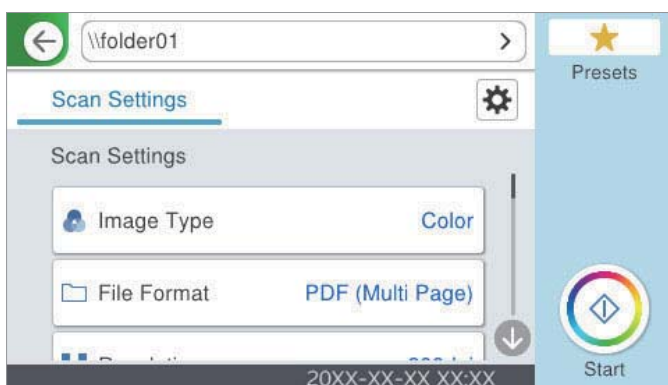 \\folder01
Presets
Scan Settings
Scan Settings
Image Type Color
File Format PDF (Multi Page)
20XX-XX-XX XX:XX
Start